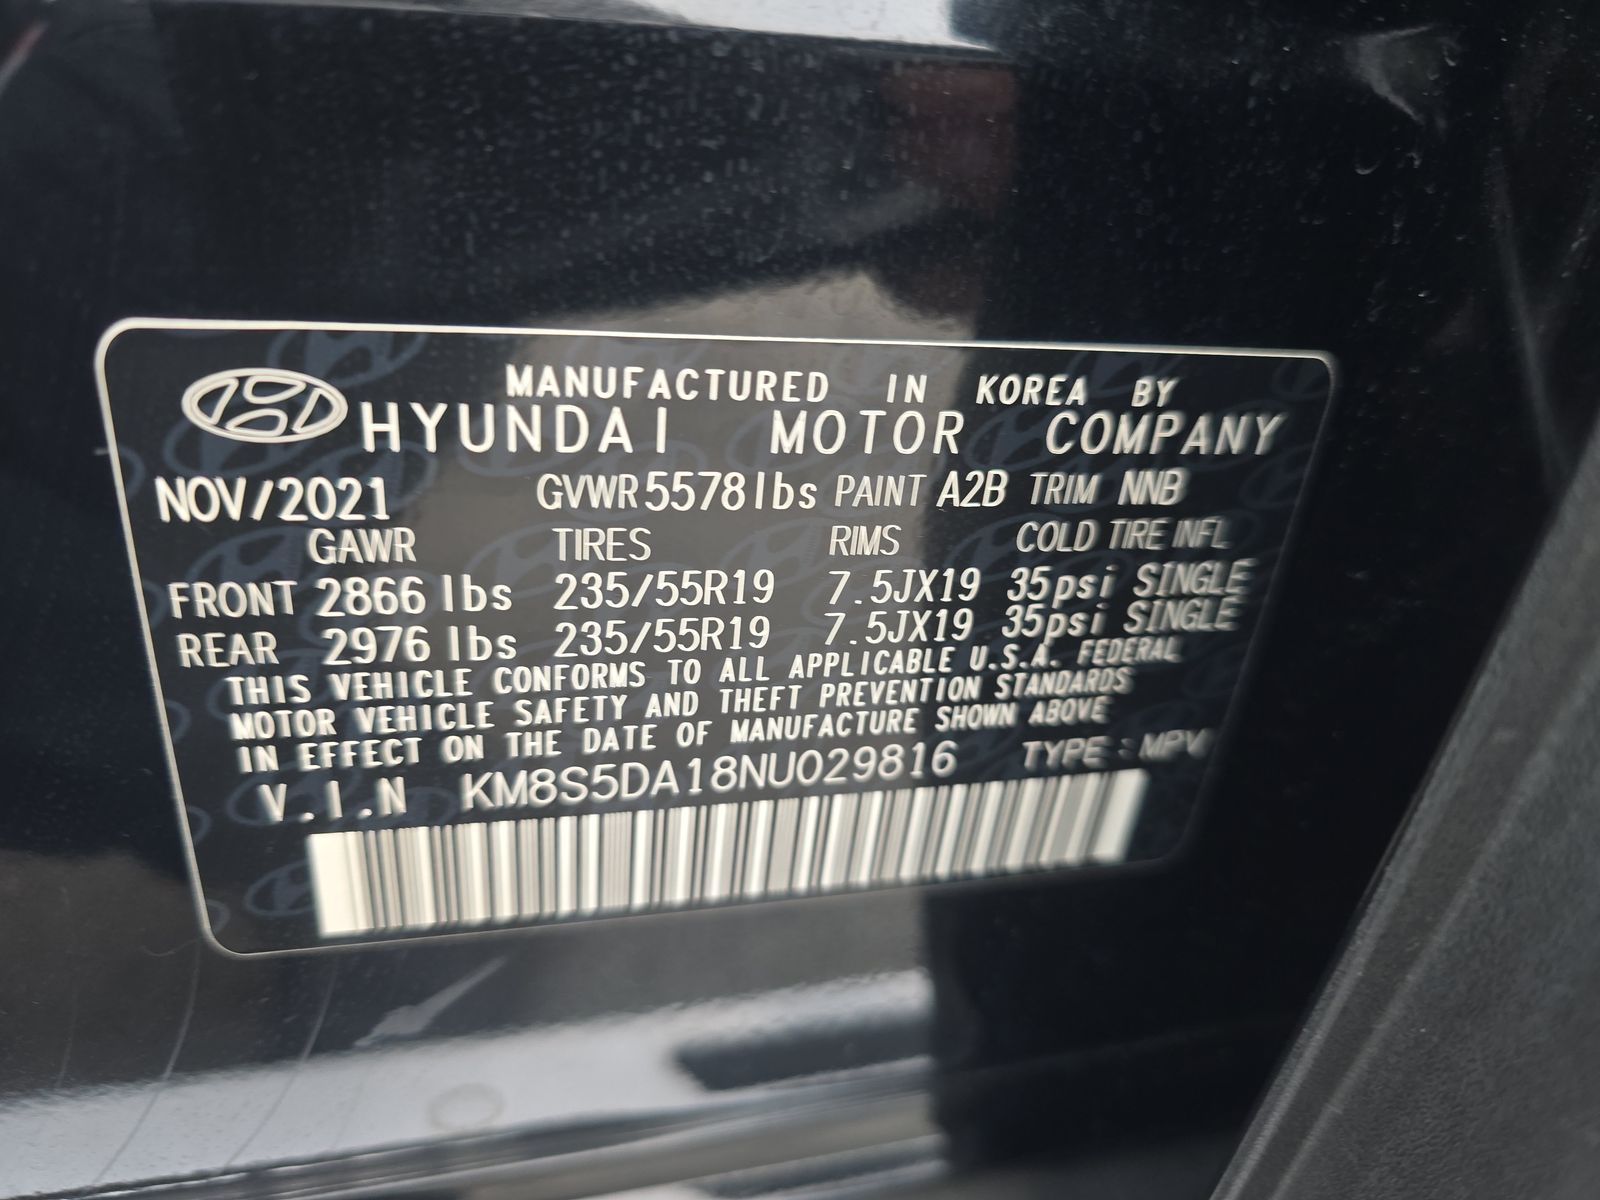 MANUFACTURED IN KOREA BY
HYUNDAI MOTOR COMPANY
NOV/2021 GVWR 5578lbs PAINT A2B TRIM NNB
GAWR TIRES RIMS COLD TIRE INFL
FRONT 2866 lbs 235/55R19 7.5JX19 35psi SINGLE
REAR 2976 lbs 235/55R19 7.5JX19 35psi SINGLE
THIS VEHICLE CONFORMS TO ALL APPLICABLE U.S.A. FEDERAL
MOTOR VEHICLE SAFETY AND THEFT PREVENTION STANDARDS
IN EFFECT ON THE DATE OF MANUFACTURE SHOWN ABOVE
V.I.N KM8S5DA18NU029816 TYPE : MPV